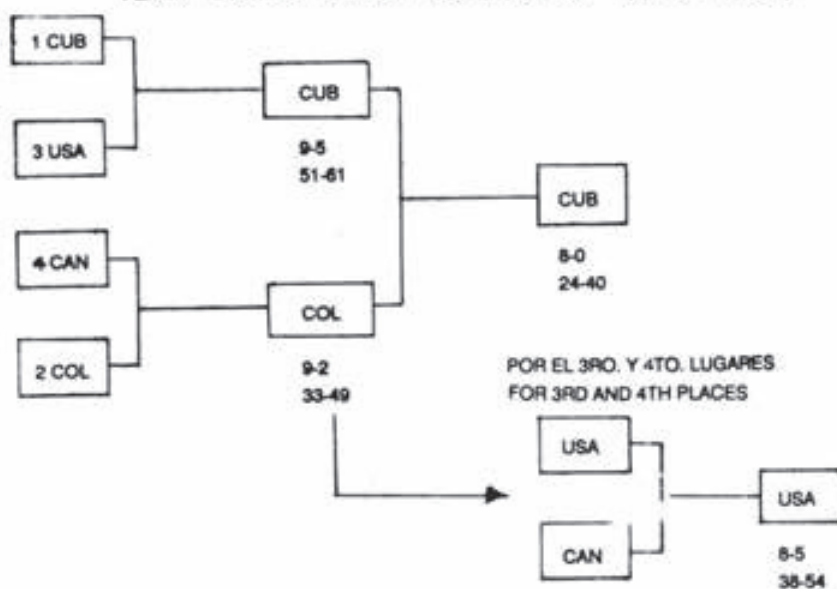 1 CUB
3 USA
CUB
9-5
51-61
4 CAN
2 COL
COL
9-2
33-49
CUB
8-0
24-40
POR EL 3RO. Y 4TO. LUGARES
FOR 3RD AND 4TH PLACES
USA
CAN
USA
8-5
38-54